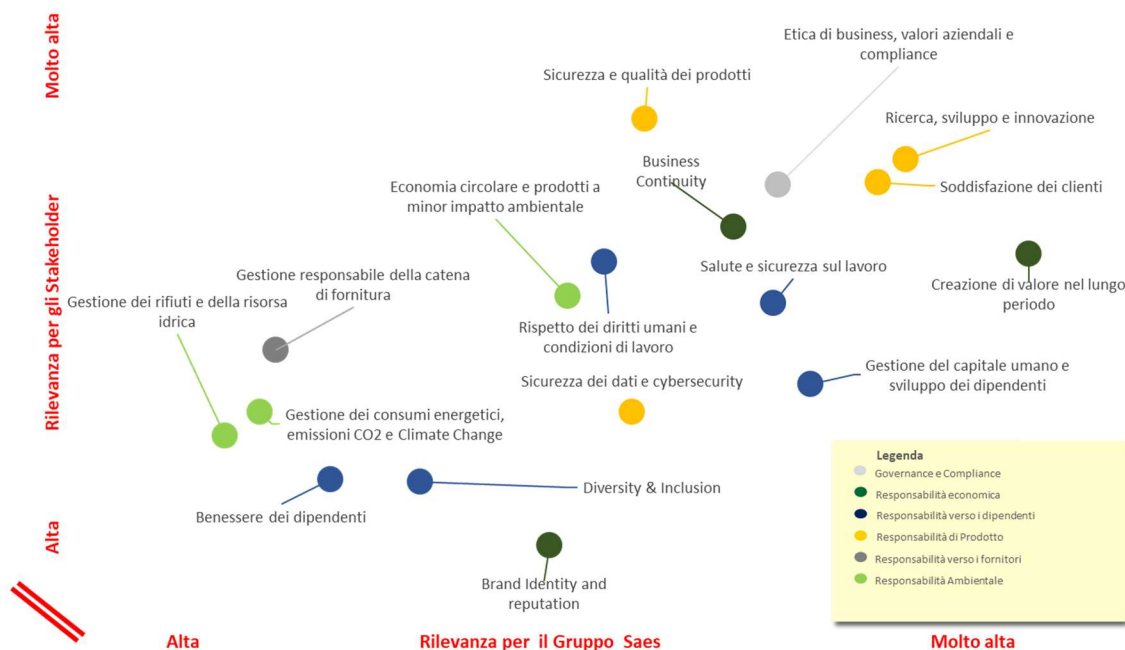 Molto alta
Rilevanza per gli Stakeholder
Alta
Etica di business, valori aziendali e
compliance
Sicurezza e qualità dei prodotti
Ricerca, sviluppo e innovazione
Business
Continuity
Economia circolare e prodotti a
minor impatto ambientale
Soddisfazione dei clienti
Gestione responsabile della catena
di fornitura
Salute e sicurezza sul lavoro
Creazione di valore nel lungo
periodo
Gestione dei rifiuti e della risorsa
idrica
Rispetto dei diritti umani e
condizioni di lavoro
Gestione del capitale umano e
sviluppo dei dipendenti
Sicurezza dei dati e cybersecurity
Gestione dei consumi energetici,
emissioni CO2 e Climate Change
Diversity & Inclusion
Benessere dei dipendenti
Brand Identity and
reputation
Legenda
Governance e Compliance
Responsabilità economica
Responsabilità verso i dipendenti
Responsabilità di Prodotto
Responsabilità verso i fornitori
Responsabilità Ambientale
Alta
Rilevanza per il Gruppo Saes
Molto alta